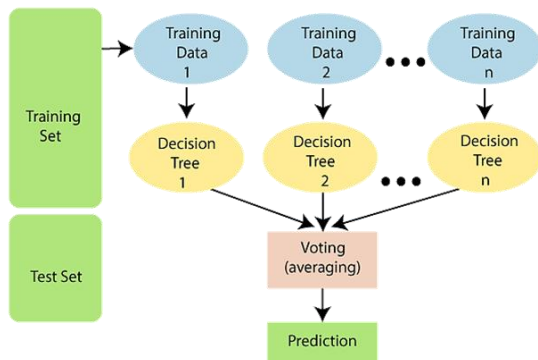 Training
Set
Training
Data
1
Training
Data
2
Training
Data
n
Decision
Tree
1
Decision
Tree
2
Decision
Tree
n
Test Set
Voting
(averaging)
Prediction